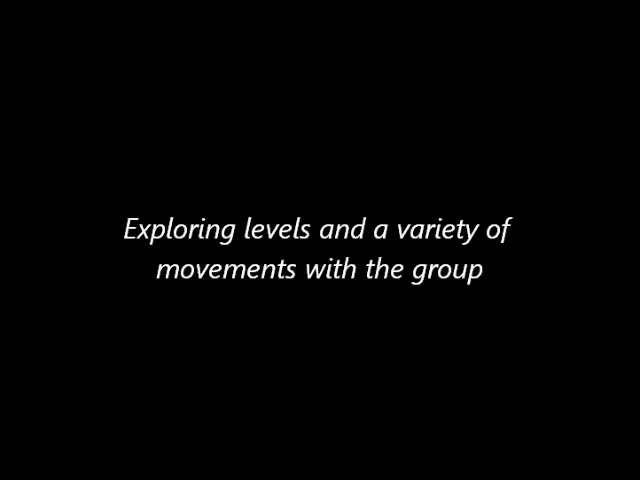 Exploring levels and a variety of
movements with the group